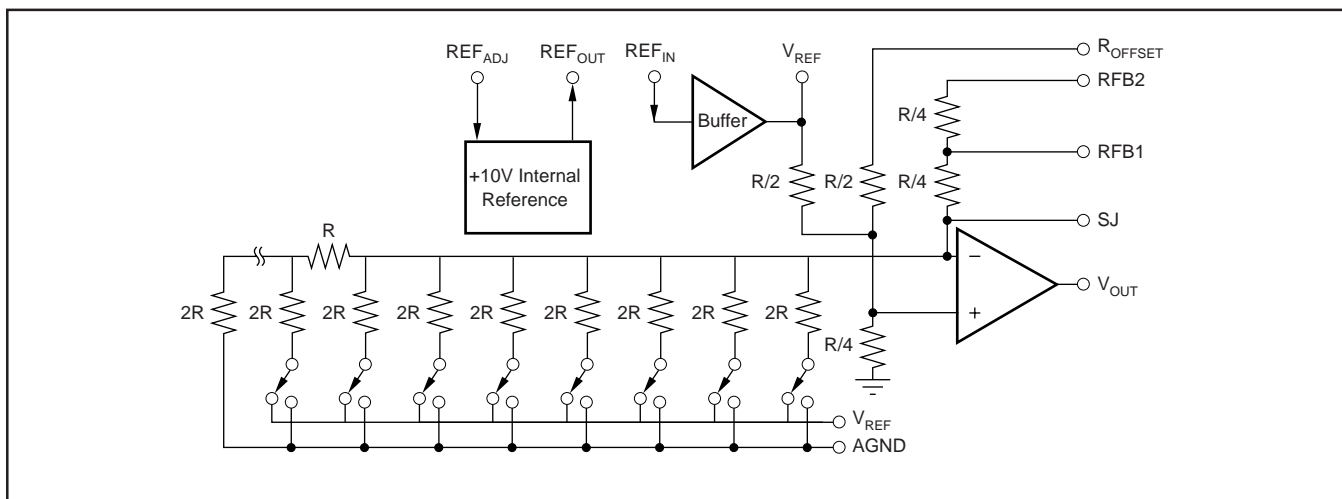 REF_ADJ REF_OUT REF_IN V_REF R_OFFSET
RFB2
R/4
Buffer
RFB1
+10V Internal
Reference
R/2 R/2 R/4
SJ
R
−
V_OUT
2R 2R 2R 2R 2R 2R 2R 2R 2R
+
R/4
V_REF
AGND